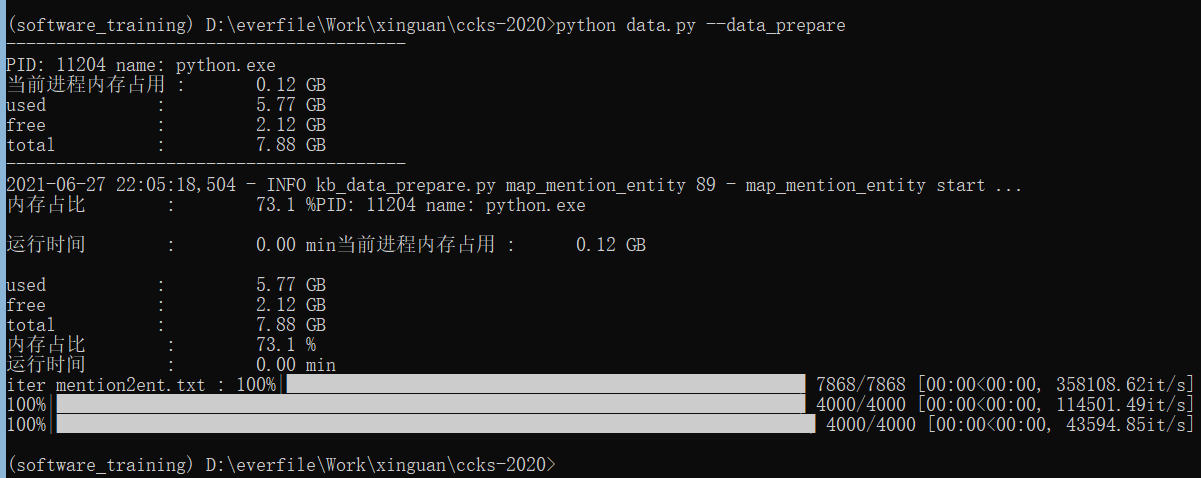 (software_training) D:\everfile\Work\xinguan\ccks-2020>python data.py --data_prepare
----------------------------------------
PID: 11204 name: python.exe
当前进程内存占用 :       0.12 GB
used           :         5.77 GB
free           :         2.12 GB
total          :         7.88 GB
----------------------------------------
2021-06-27 22:05:18,504 - INFO kb_data_prepare.py map_mention_entity 89 - map_mention_entity start ...
内存占比        :        73.1 %PID: 11204 name: python.exe
运行时间        :        0.00 min当前进程内存占用 :      0.12 GB
used           :         5.77 GB
free           :         2.12 GB
total          :         7.88 GB
内存占比        :        73.1 %
运行时间        :        0.00 min
iter mention2ent.txt : 100%| 7868/7868 [00:00<00:00, 358108.62it/s]
100%| 4000/4000 [00:00<00:00, 114501.49it/s]
100%| 4000/4000 [00:00<00:00, 43594.85it/s]
(software_training) D:\everfile\Work\xinguan\ccks-2020>